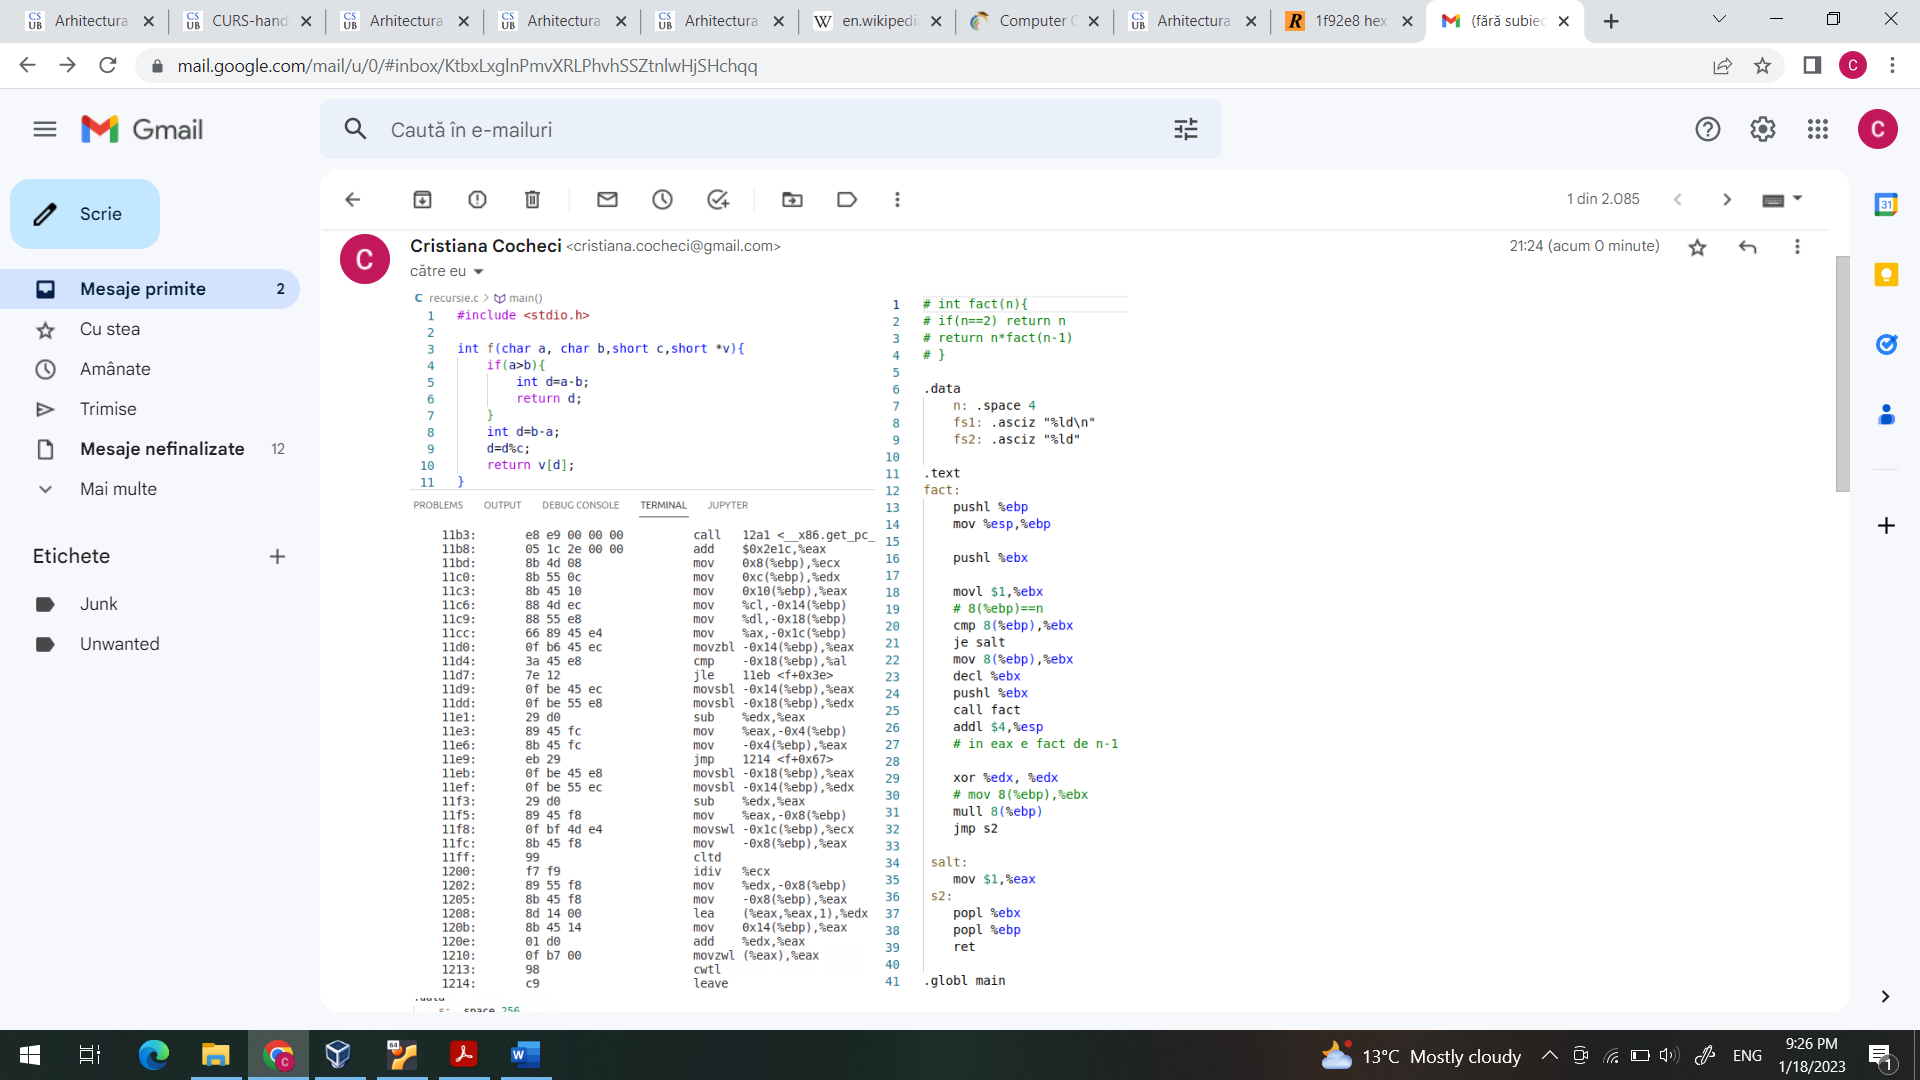 Arhitectura
CURS-hand
Arhitectura
Arhitectura
Arhitectura
en.wikipedi
Computer
Arhitectura
1f92e8 hex
(fără subiec
mail.google.com/mail/u/0/#inbox/KtbxLxglnPmvXRLPhvhSSZtnlwHjSHchqq
Gmail
Caută în e-mailuri
Scrie
Mesaje primite 2
Cu stea
Amânate
Trimise
Mesaje nefinalizate 12
Mai multe
Etichete
Junk
Unwanted
1 din 2.085
Cristiana Cocheci <cristiana.cocheci@gmail.com>
21:24 (acum 0 minute)
către eu
C recursie.c > main()
1 #include <stdio.h>
2
3 int f(char a, char b,short c,short *v){
4 if(a>b){
5 int d=a-b;
6 return d;
7 }
8 int d=b-a;
9 d=d%c;
10 return v[d];
11 }
PROBLEMS OUTPUT DEBUG CONSOLE TERMINAL JUPYTER
11b3: e8 e9 00 00 00 call 12a1 <__x86.get_pc_
11b8: 05 1c 2e 00 00 add $0x2e1c,%eax
11bd: 8b 4d 08 mov 0x8(%ebp),%ecx
11c0: 8b 55 0c mov 0xc(%ebp),%edx
11c3: 8b 45 10 mov 0x10(%ebp),%eax
11c6: 88 4d ec mov %cl,-0x14(%ebp)
11c9: 88 55 e8 mov %dl,-0x18(%ebp)
11cc: 66 89 45 e4 mov %ax,-0x1c(%ebp)
11d0: 0f b6 45 ec movzbl -0x14(%ebp),%eax
11d4: 3a 45 e8 cmp -0x18(%ebp),%al
11d7: 7e 12 jle 11eb <f+0x3e>
11d9: 0f be 45 ec movsbl -0x14(%ebp),%eax
11dd: 0f be 55 e8 movsbl -0x18(%ebp),%edx
11e1: 29 d0 sub %edx,%eax
11e3: 89 45 fc mov %eax,-0x4(%ebp)
11e6: 8b 45 fc mov -0x4(%ebp),%eax
11e9: eb 29 jmp 1214 <f+0x67>
11eb: 0f be 45 e8 movsbl -0x18(%ebp),%eax
11ef: 0f be 55 ec movsbl -0x14(%ebp),%edx
11f3: 29 d0 sub %edx,%eax
11f5: 89 45 f8 mov %eax,-0x8(%ebp)
11f8: 0f bf 4d e4 movswl -0x1c(%ebp),%ecx
11fc: 8b 45 f8 mov -0x8(%ebp),%eax
11ff: 99 cltd
1200: f7 f9 idiv %ecx
1202: 89 55 f8 mov %edx,-0x8(%ebp)
1205: 8b 45 f8 mov -0x8(%ebp),%eax
1208: 8d 14 00 lea (%eax,%eax,1),%edx
120b: 8b 45 14 mov 0x14(%ebp),%eax
120e: 01 d0 add %edx,%eax
1210: 0f b7 00 movzwl (%eax),%eax
1213: 98 cwtl
1214: c9 leave
.data
s: .space 256
1 # int fact(n){
2 # if(n==2) return n
3 # return n*fact(n-1)
4 # }
5
6 .data
7 n: .space 4
8 fs1: .asciz "%ld\n"
9 fs2: .asciz "%ld"
10
11 .text
12 fact:
13 pushl %ebp
14 mov %esp,%ebp
15
16 pushl %ebx
17
18 movl $1,%ebx
19 # 8(%ebp)==n
20 cmp 8(%ebp),%ebx
21 je salt
22 mov 8(%ebp),%ebx
23 decl %ebx
24 pushl %ebx
25 call fact
26 addl $4,%esp
27 # in eax e fact de n-1
28
29 xor %edx, %edx
30 # mov 8(%ebp),%ebx
31 mull 8(%ebp)
32 jmp s2
33
34 salt:
35 mov $1,%eax
36 s2:
37 popl %ebx
38 popl %ebp
39 ret
40
41 .globl main
13°C Mostly cloudy
ENG
9:26 PM
1/18/2023
1